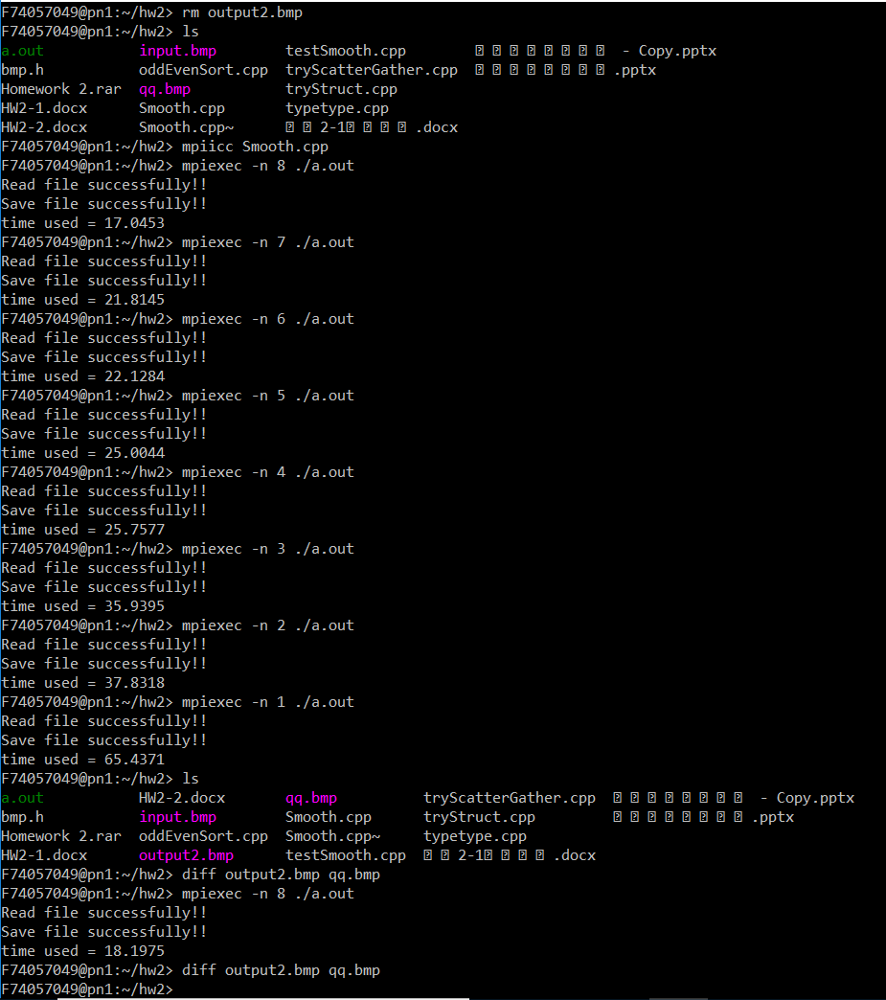 F74057049@pn1:~/hw2> rm output2.bmp
F74057049@pn1:~/hw2> ls
a.out input.bmp testSmooth.cpp - Copy.pptx
bmp.h oddEvenSort.cpp tryScatterGather.cpp .pptx
Homework 2.rar qq.bmp tryStruct.cpp
HW2-1.docx Smooth.cpp typetype.cpp
HW2-2.docx Smooth.cpp~ 2-1 .docx
F74057049@pn1:~/hw2> mpiicc Smooth.cpp
F74057049@pn1:~/hw2> mpiexec -n 8 ./a.out
Read file successfully!!
Save file successfully!!
time used = 17.0453
F74057049@pn1:~/hw2> mpiexec -n 7 ./a.out
Read file successfully!!
Save file successfully!!
time used = 21.8145
F74057049@pn1:~/hw2> mpiexec -n 6 ./a.out
Read file successfully!!
Save file successfully!!
time used = 22.1284
F74057049@pn1:~/hw2> mpiexec -n 5 ./a.out
Read file successfully!!
Save file successfully!!
time used = 25.0044
F74057049@pn1:~/hw2> mpiexec -n 4 ./a.out
Read file successfully!!
Save file successfully!!
time used = 25.7577
F74057049@pn1:~/hw2> mpiexec -n 3 ./a.out
Read file successfully!!
Save file successfully!!
time used = 35.9395
F74057049@pn1:~/hw2> mpiexec -n 2 ./a.out
Read file successfully!!
Save file successfully!!
time used = 37.8318
F74057049@pn1:~/hw2> mpiexec -n 1 ./a.out
Read file successfully!!
Save file successfully!!
time used = 65.4371
F74057049@pn1:~/hw2> ls
a.out HW2-2.docx qq.bmp tryScatterGather.cpp - Copy.pptx
bmp.h input.bmp Smooth.cpp tryStruct.cpp .pptx
Homework 2.rar oddEvenSort.cpp Smooth.cpp~ typetype.cpp
HW2-1.docx output2.bmp testSmooth.cpp 2-1 .docx
F74057049@pn1:~/hw2> diff output2.bmp qq.bmp
F74057049@pn1:~/hw2> mpiexec -n 8 ./a.out
Read file successfully!!
Save file successfully!!
time used = 18.1975
F74057049@pn1:~/hw2> diff output2.bmp qq.bmp
F74057049@pn1:~/hw2>